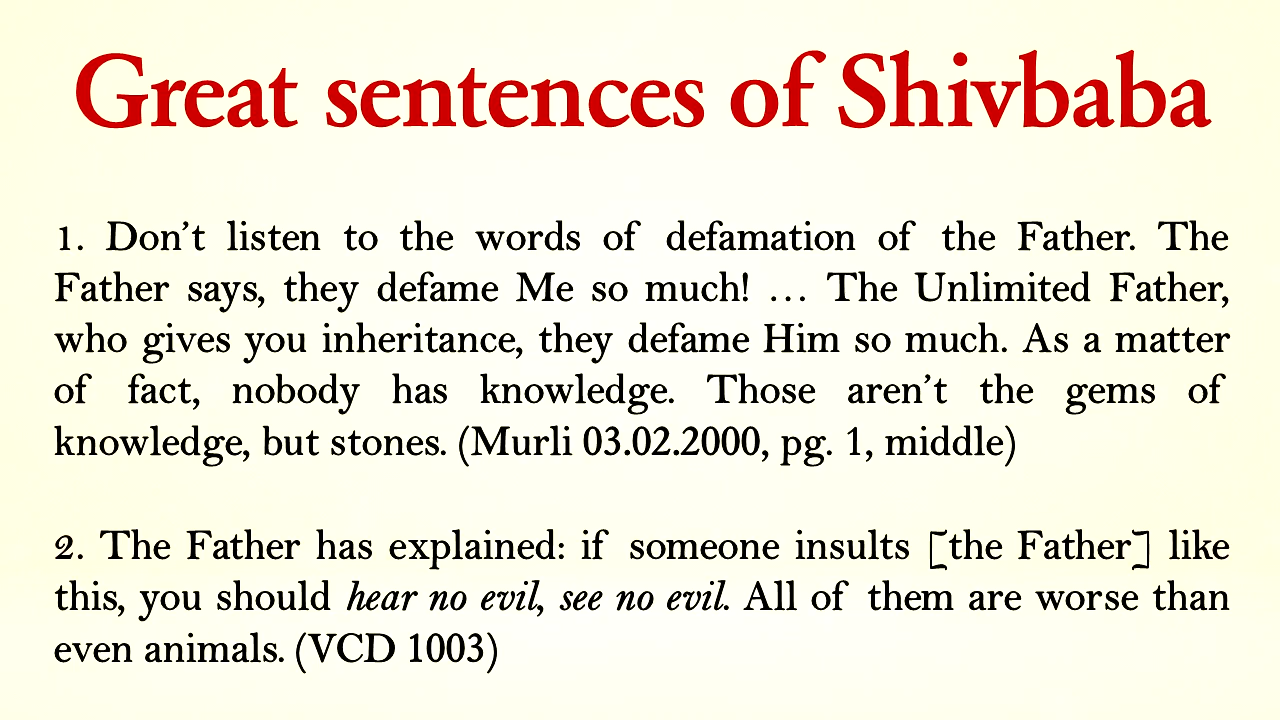 Great sentences of Shivbaba
1. Don’t listen to the words of defamation of the Father. The
Father says, they defame Me so much! … The Unlimited Father,
who gives you inheritance, they defame Him so much. As a matter
of fact, nobody has knowledge. Those aren’t the gems of
knowledge, but stones. (Murli 03.02.2000, pg. 1, middle)
2. The Father has explained: if someone insults [the Father] like
this, you should hear no evil, see no evil. All of them are worse than
even animals. (VCD 1003)